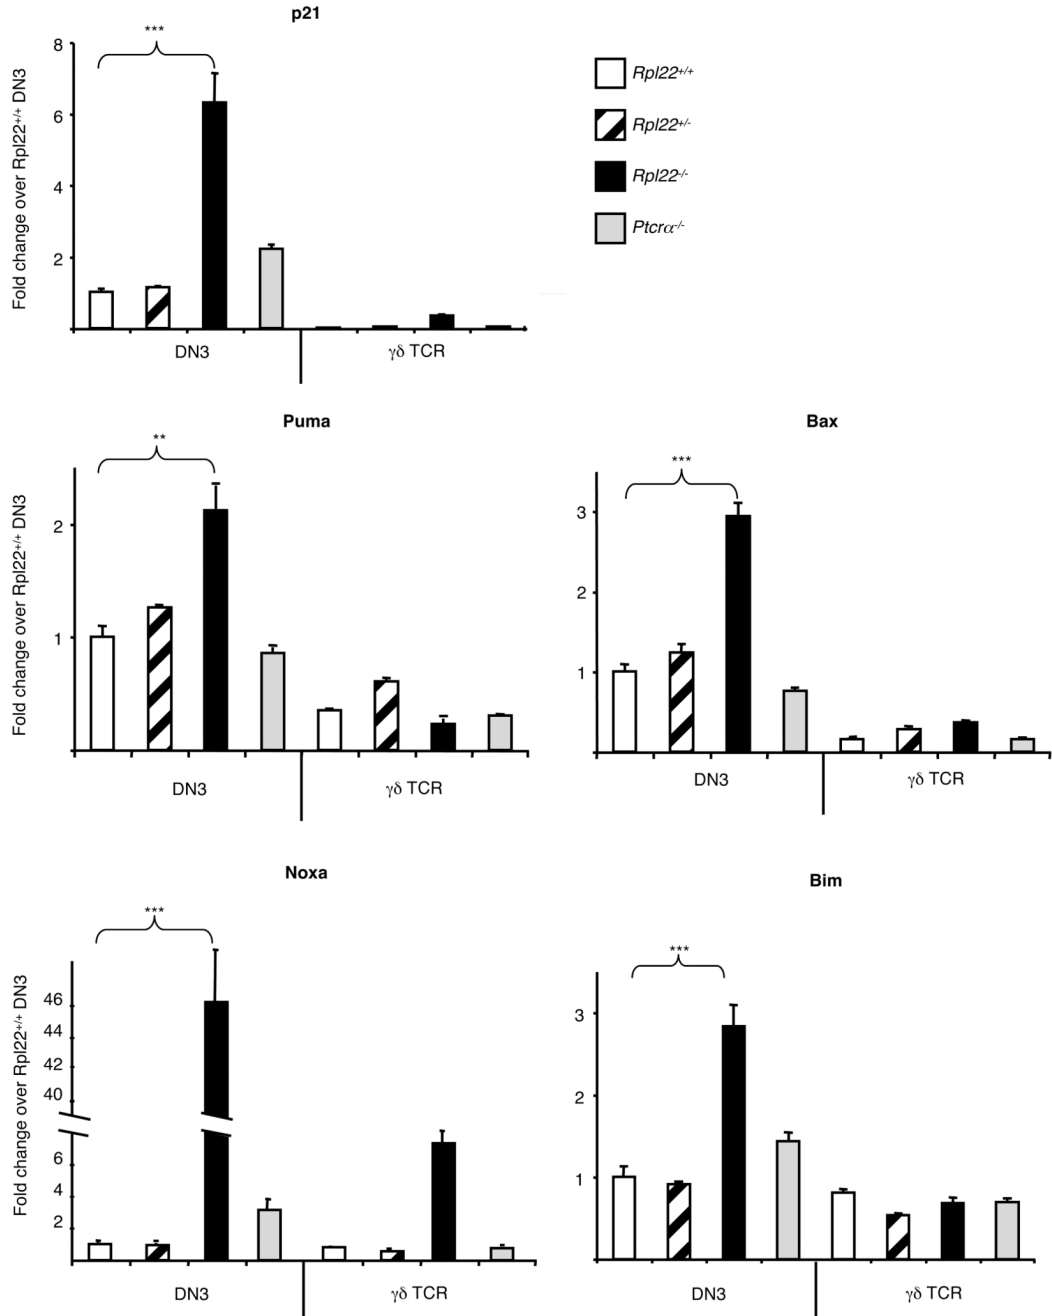 p21
***
Fold change over Rpl22+/+ DN3
8
6
4
2
DN3
γδ TCR
Rpl22+/+
Rpl22+/-
Rpl22-/-
Ptcrα-/-
Puma
**
Fold change over Rpl22+/+ DN3
2
1
DN3
γδ TCR
Bax
***
3
2
1
DN3
γδ TCR
Noxa
***
Fold change over Rpl22+/+ DN3
46
44
42
40
6
4
2
DN3
γδ TCR
Bim
***
3
2
1
DN3
γδ TCR